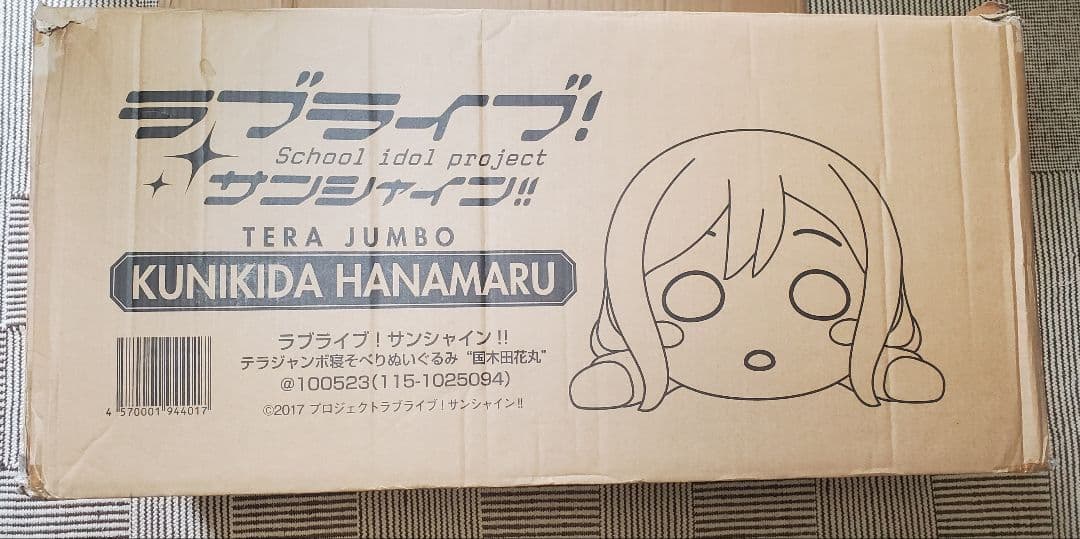 ラブライブ!
School idol project
サンシャイン!!
TERA JUMBO
KUNIKIDA HANAMARU
ラブライブ!サンシャイン!!
テラジャンボ寝そべりぬいぐるみ“国木田花丸”
@100523(115-1025094)
©2017 プロジェクトラブライブ!サンシャイン!!
4 570001 944017